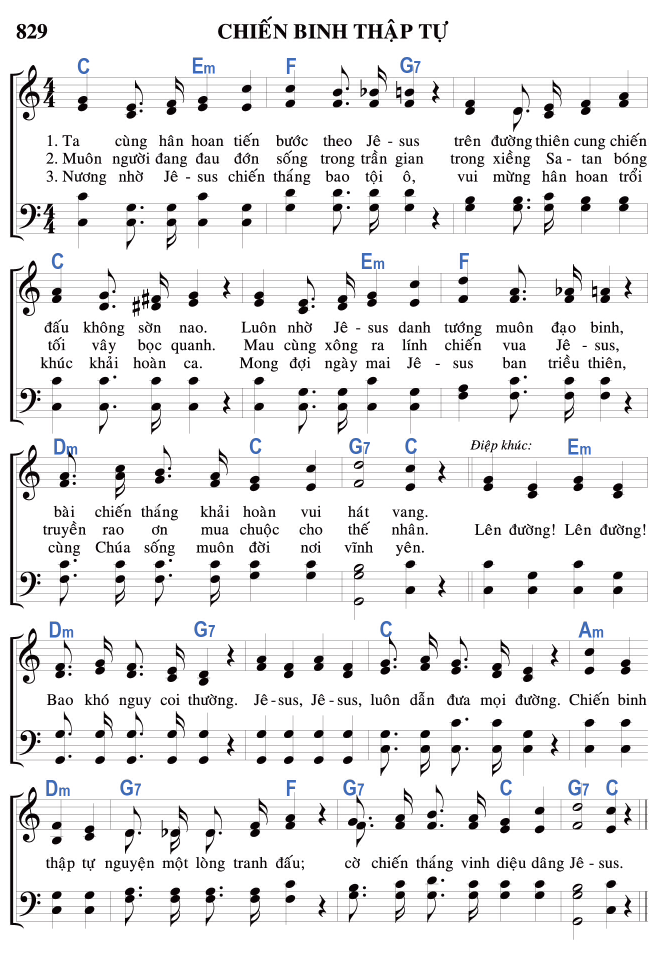 829 CHIẾN BINH THẬP TỰ
C Em F G7
4 4
1. Ta cùng hân hoan tiến bước theo Jê - sus trên đường thiên cung chiến
2. Muôn người đang đau đớn sống trong trần gian trong xiềng Sa - tan bóng
3. Nương nhờ Jê - sus chiến tháng bao tội ô, vui mừng hân hoan trổi
4 4
C Em F
đấu không sờn nao. Luôn nhờ Jê - sus danh tướng muôn đạo binh,
tối vây bọc quanh. Mau cùng xông ra lính chiến vua Jê - sus,
khúc khải hoàn ca. Mong đợi ngày mai Jê - sus ban triều thiên,
Dm C G7 C Điệp khúc: Em
bài chiến tháng khải hoàn vui hát vang.
truyền rao ơn mua chuộc cho thế nhân. Lên đường! Lên đường!
cùng Chúa sống muôn đời nơi vĩnh yên.
Dm G7 C Am
Bao khó nguy coi thường. Jê - sus, Jê - sus, luôn dẫn đưa mọi đường. Chiến binh
Dm G7 F G7 C G7 C
thập tự nguyện một lòng tranh đấu; cờ chiến tháng vinh diệu dâng Jê - sus.